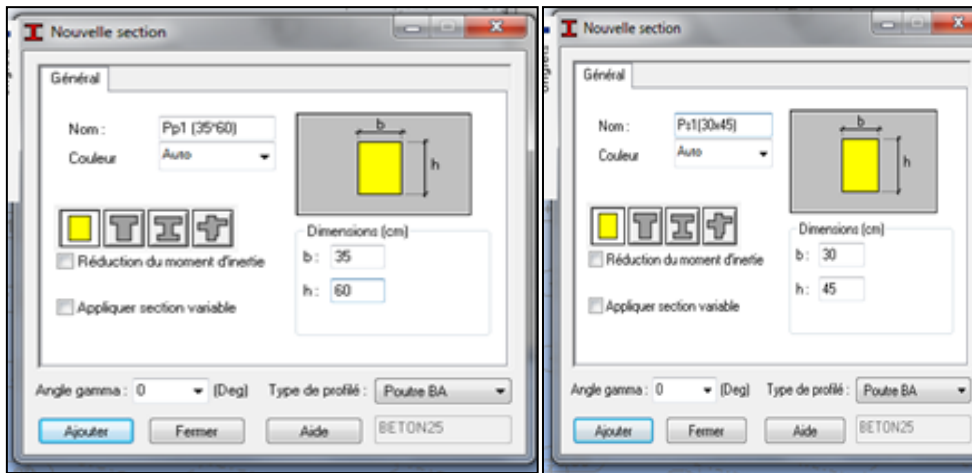 Nouvelle section
Général
Nom : Pp1 (35*60)
Couleur Auto
b
h
Dimensions (cm)
b : 35
Réduction du moment d'inertie
h : 60
Appliquer section variable
Angle gamma : 0 (Deg) Type de profilé : Poutre BA
Ajouter Fermer Aide BETON25
Nouvelle section
Général
Nom : Ps1(30x45)
Couleur Auto
b
h
Dimensions (cm)
b : 30
Réduction du moment d'inertie
h : 45
Appliquer section variable
Angle gamma : 0 (Deg) Type de profilé : Poutre BA
Ajouter Fermer Aide BETON25